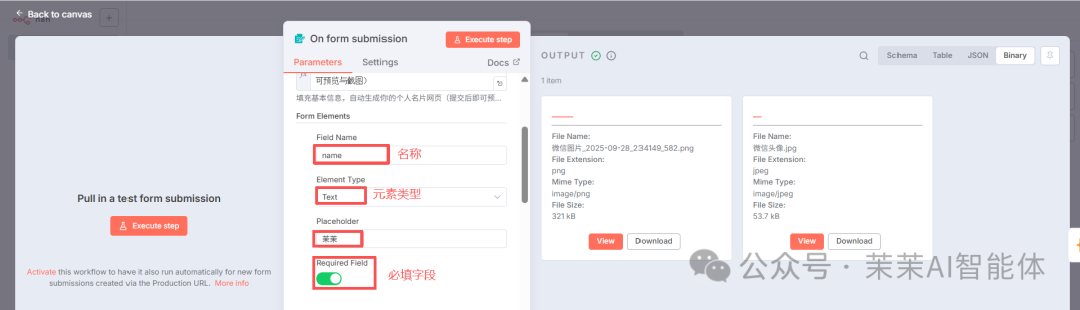 Back to canvas
On form submission
Execute step
Parameters
Settings
Docs
fx
可预览与截图）
填充基本信息，自动生成你的个人名片网页（提交后即可预...
Form Elements
Field Name
name
名称
Element Type
Text
元素类型
Placeholder
茉茉
Required Field
必填字段
Pull in a test form submission
Execute step
Activate this workflow to have it also run automatically for new form
submissions created via the Production URL. More info
OUTPUT
Schema
Table
JSON
Binary
1 item
File Name:
微信图片_2025-09-28_234149_582.png
File Extension:
png
Mime Type:
image/png
File Size:
321 kB
View
Download
File Name:
微信头像.jpg
File Extension:
jpeg
Mime Type:
image/jpeg
File Size:
53.7 kB
View
Download
公众号 · 茉茉AI智能体